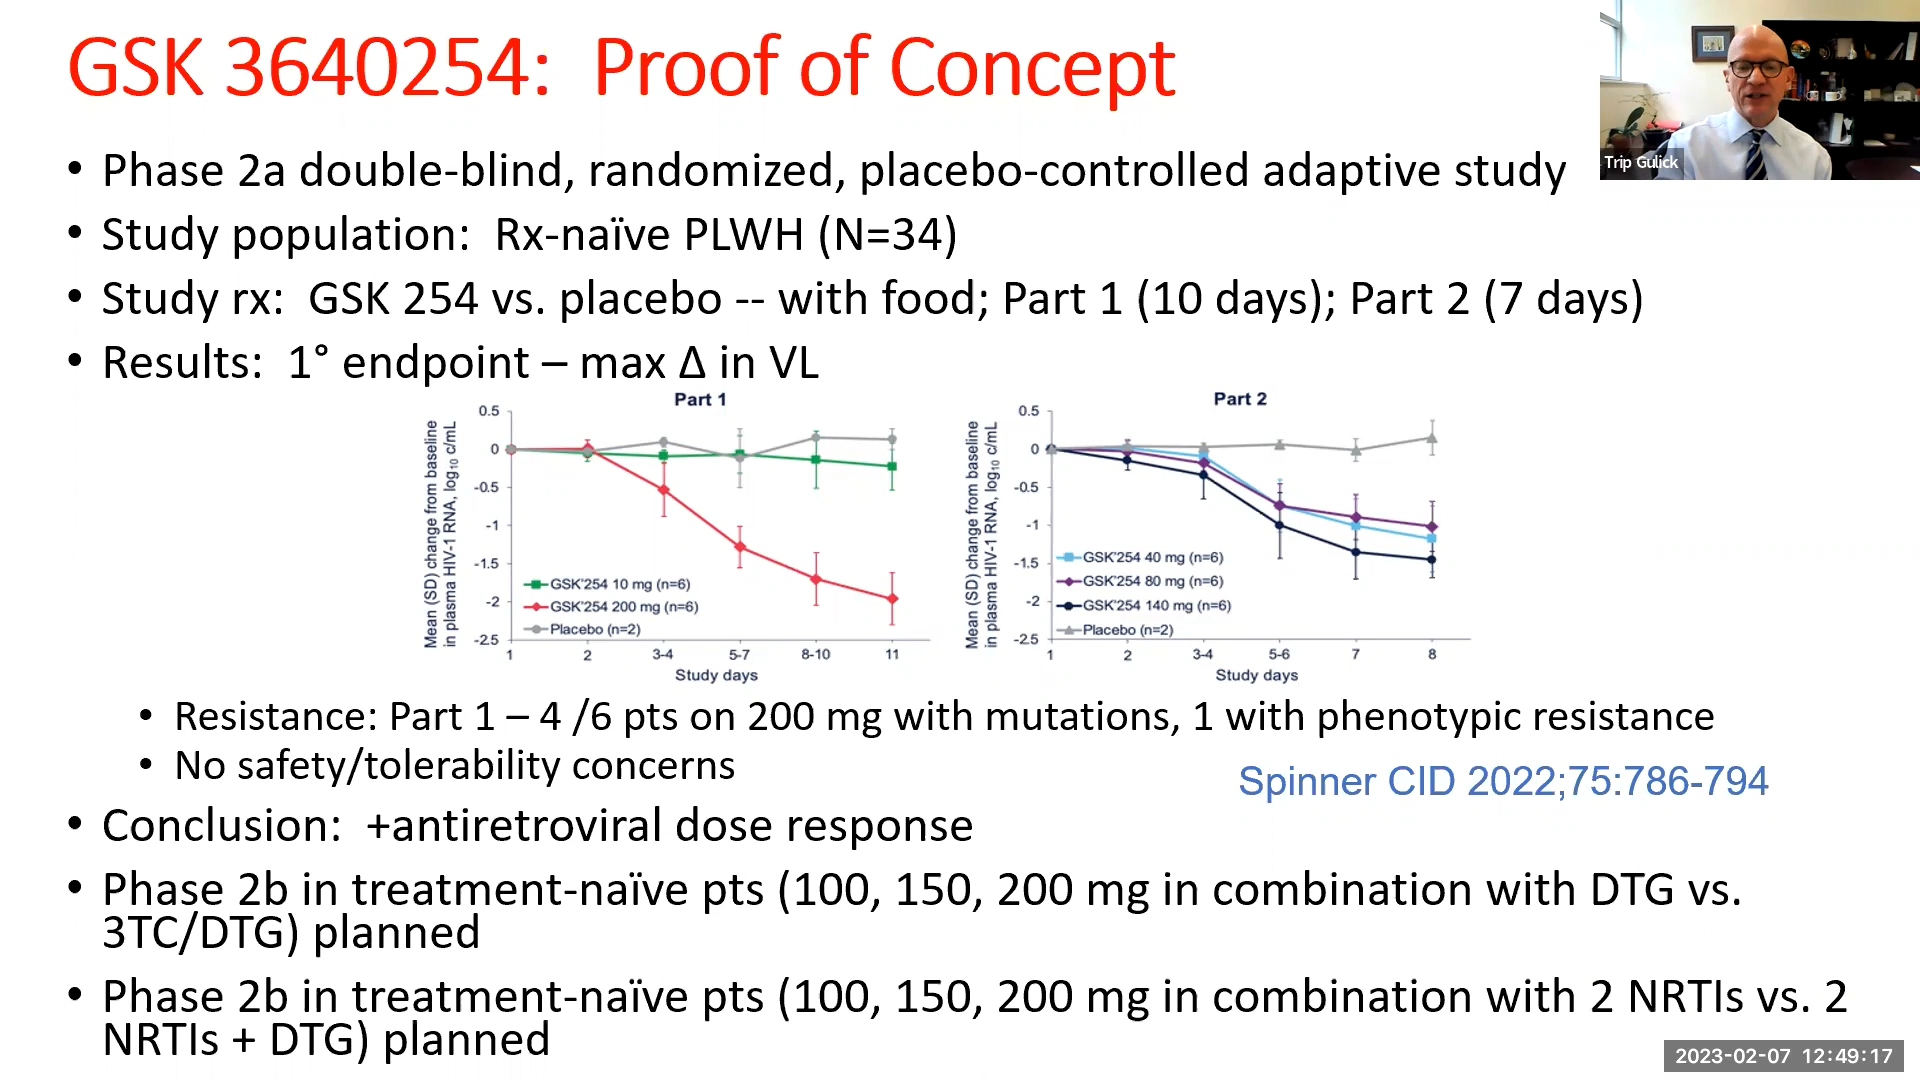 GSK 3640254:  Proof of Concept
Trip Gulick
• Phase 2a double-blind, randomized, placebo-controlled adaptive study
• Study population:  Rx-naïve PLWH (N=34)
• Study rx:  GSK 254 vs. placebo -- with food; Part 1 (10 days); Part 2 (7 days)
• Results:  1° endpoint – max Δ in VL
Part 1
Mean (SD) change from baseline
in plasma HIV-1 RNA, log10 c/mL
0.5
0
-0.5
-1
-1.5
-2
-2.5
GSK'254 10 mg (n=6)
GSK'254 200 mg (n=6)
Placebo (n=2)
1 2 3-4 5-7 8-10 11
Study days
Part 2
Mean (SD) change from baseline
in plasma HIV-1 RNA, log10 c/mL
0.5
0
-0.5
-1
-1.5
-2
-2.5
GSK'254 40 mg (n=6)
GSK'254 80 mg (n=6)
GSK'254 140 mg (n=6)
Placebo (n=2)
1 2 3-4 5-6 7 8
Study days
• Resistance: Part 1 – 4 /6 pts on 200 mg with mutations, 1 with phenotypic resistance
• No safety/tolerability concerns
Spinner CID 2022;75:786-794
• Conclusion:  +antiretroviral dose response
• Phase 2b in treatment-naïve pts (100, 150, 200 mg in combination with DTG vs.
3TC/DTG) planned
• Phase 2b in treatment-naïve pts (100, 150, 200 mg in combination with 2 NRTIs vs. 2
NRTIs + DTG) planned
2023-02-07 12:49:17